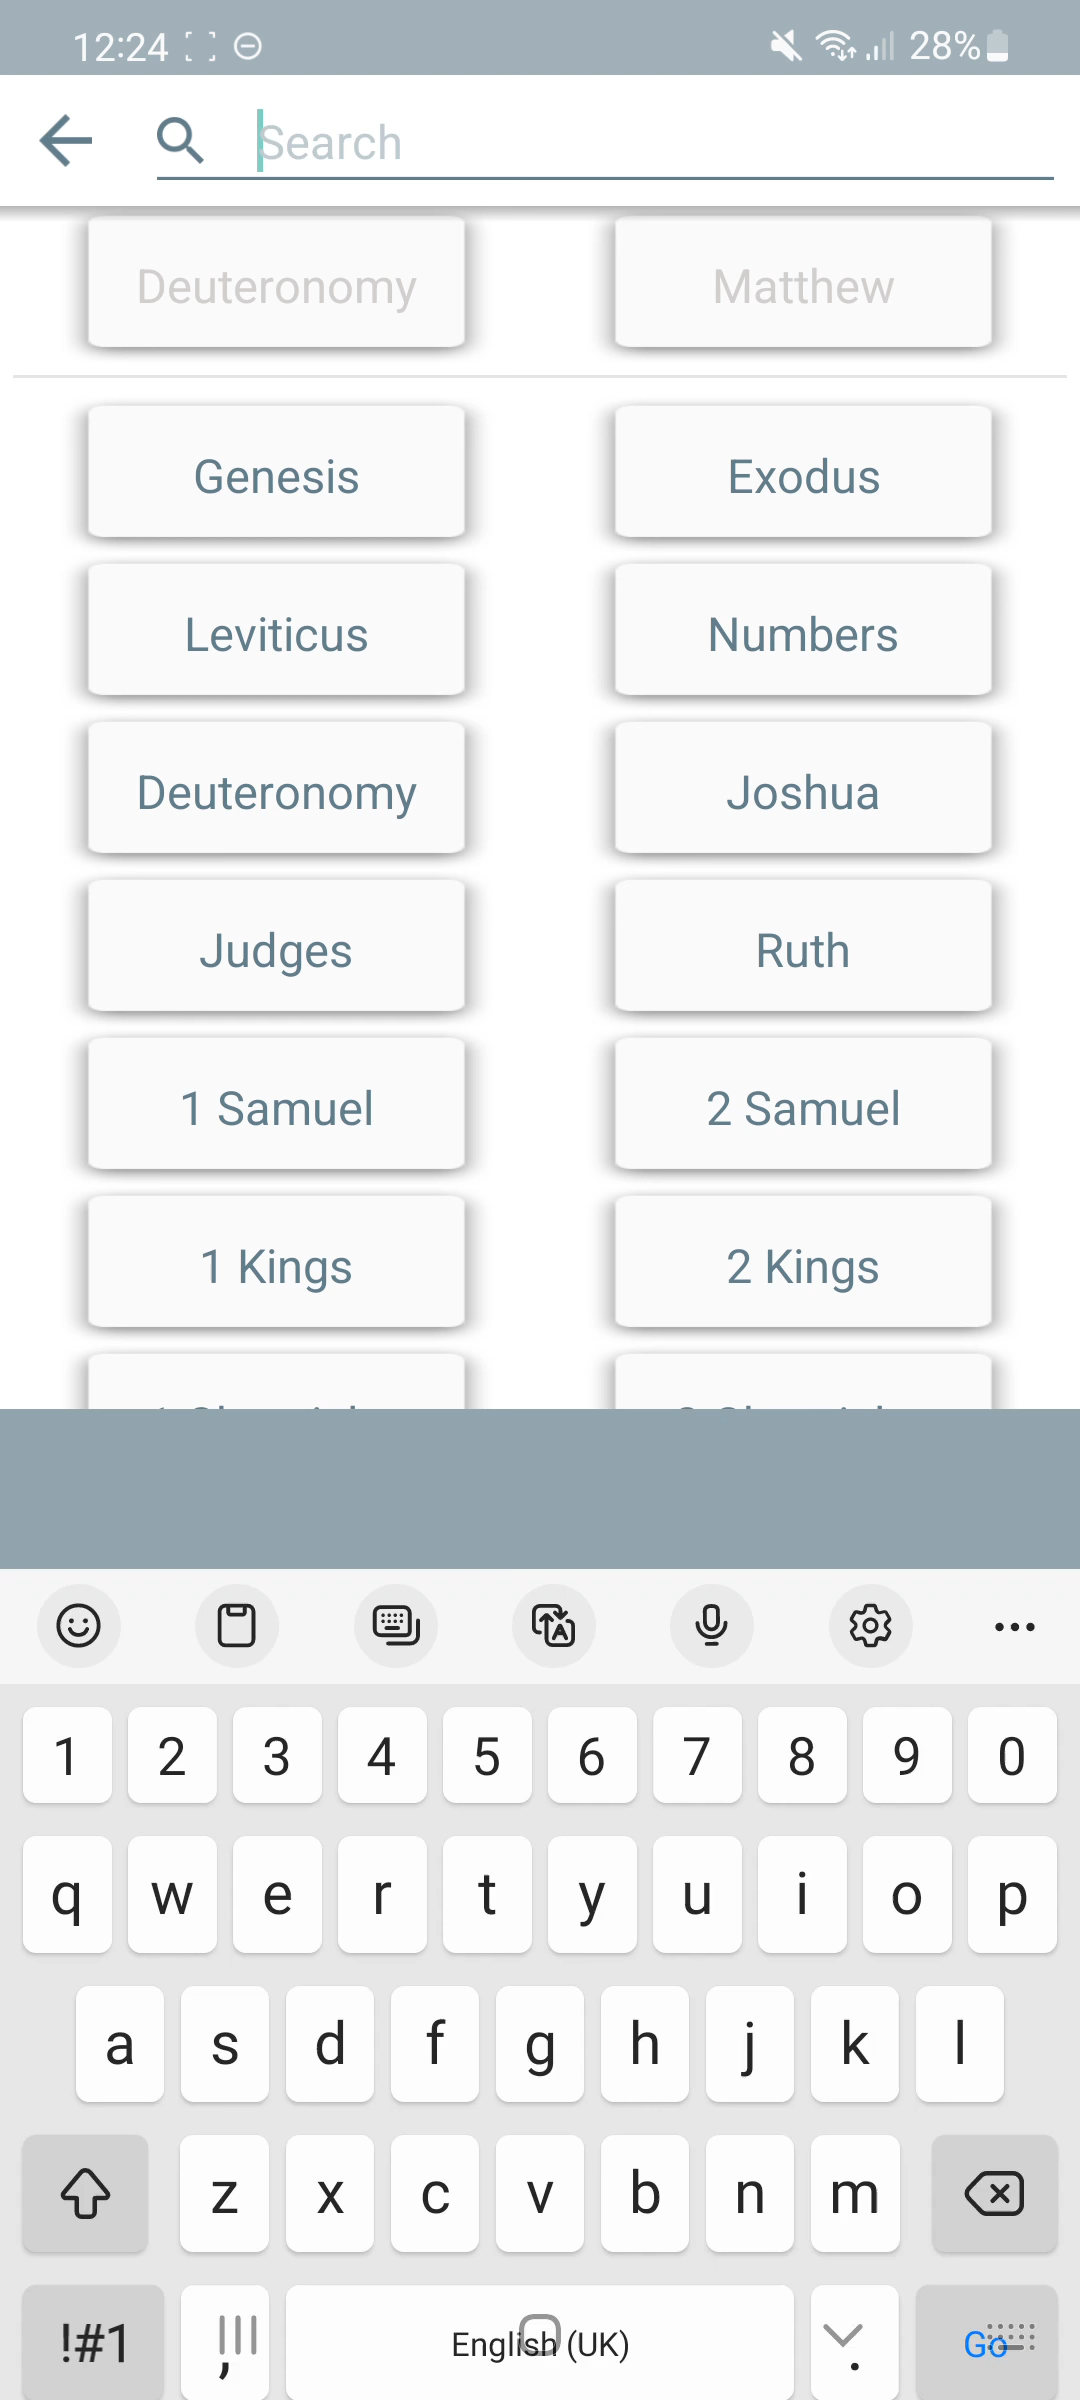 12:24 28%
Search
Deuteronomy Matthew
Genesis Exodus
Leviticus Numbers
Deuteronomy Joshua
Judges Ruth
1 Samuel 2 Samuel
1 Kings 2 Kings
1 2 3 4 5 6 7 8 9 0
q w e r t y u i o p
a s d f g h j k l
z x c v b n m
!#1 , English (UK) . Go